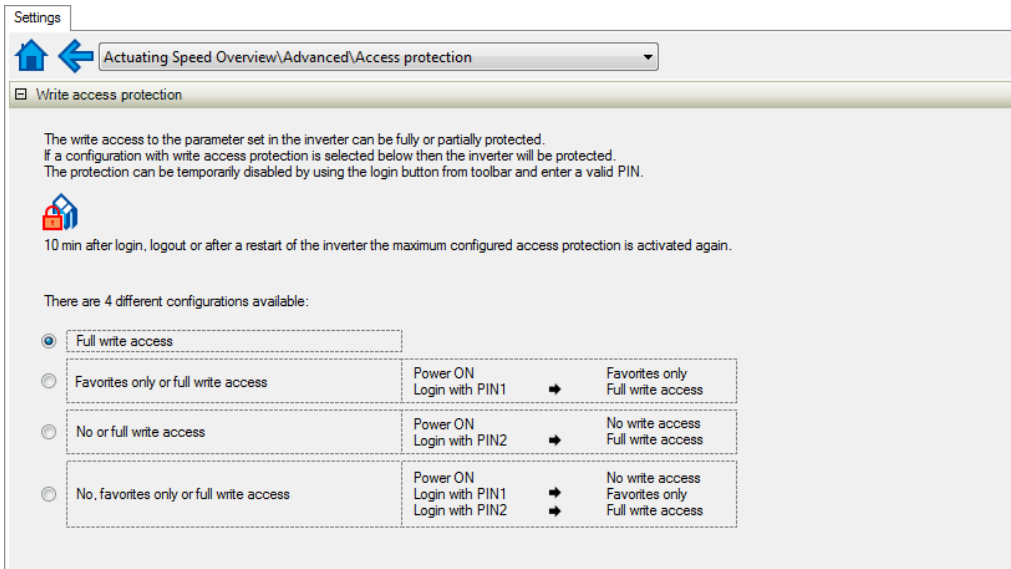 Settings
Actuating Speed Overview\Advanced\Access protection
Write access protection
The write access to the parameter set in the inverter can be fully or partially protected.
If a configuration with write access protection is selected below then the inverter will be protected.
The protection can be temporarily disabled by using the login button from toolbar and enter a valid PIN.
10 min after login, logout or after a restart of the inverter the maximum configured access protection is activated again.
There are 4 different configurations available:
Full write access
Favorites only or full write access
Power ON Favorites only
Login with PIN1 Full write access
No or full write access
Power ON No write access
Login with PIN2 Full write access
No, favorites only or full write access
Power ON No write access
Login with PIN1 Favorites only
Login with PIN2 Full write access